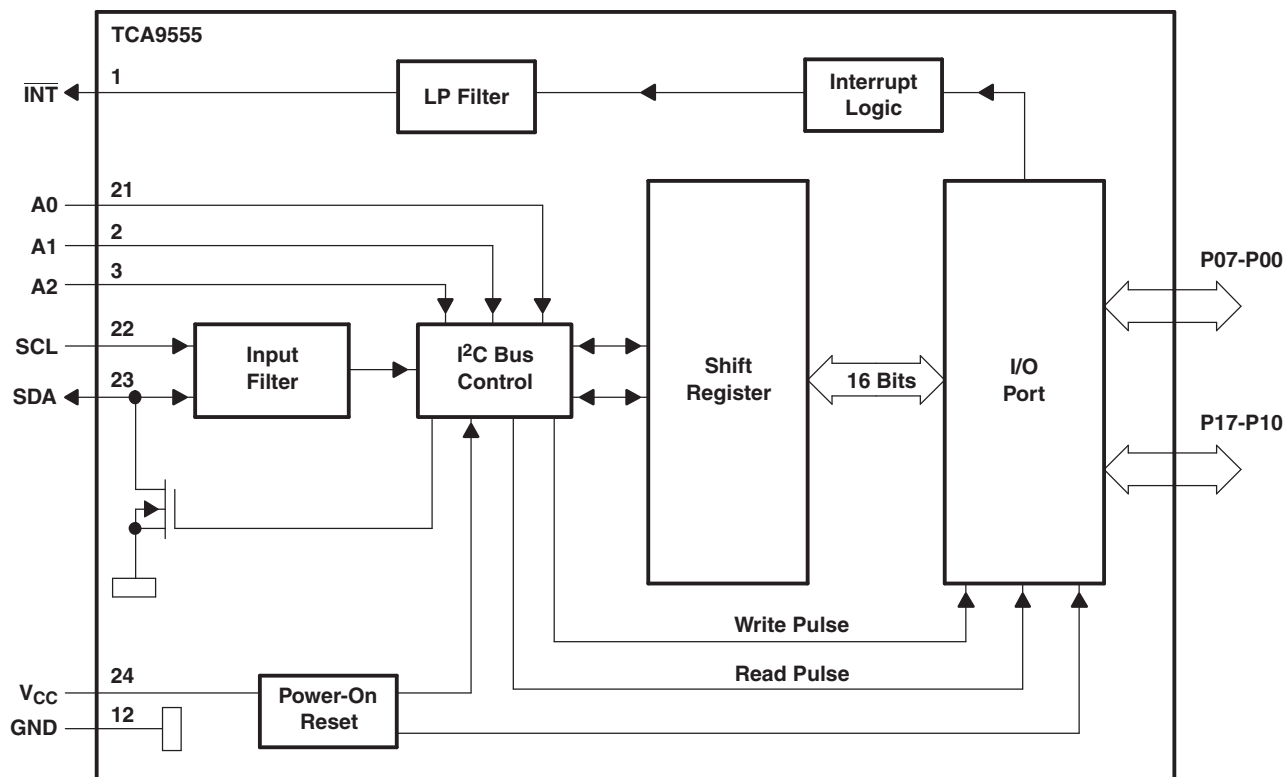 TCA9555
1
INT
LP Filter
Interrupt
Logic
21
A0
2
A1
3
A2
22
SCL
23
SDA
Input
Filter
I²C Bus
Control
Shift
Register
16 Bits
I/O
Port
P07-P00
P17-P10
Write Pulse
Read Pulse
24
VCC
12
GND
Power-On
Reset